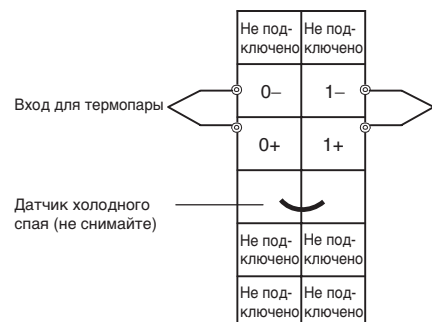 Не под- Не под-
ключено ключено
Вход для термопары
0– 1–
0+ 1+
Датчик холодного
спая (не снимайте)
Не под- Не под-
ключено ключено
Не под- Не под-
ключено ключено